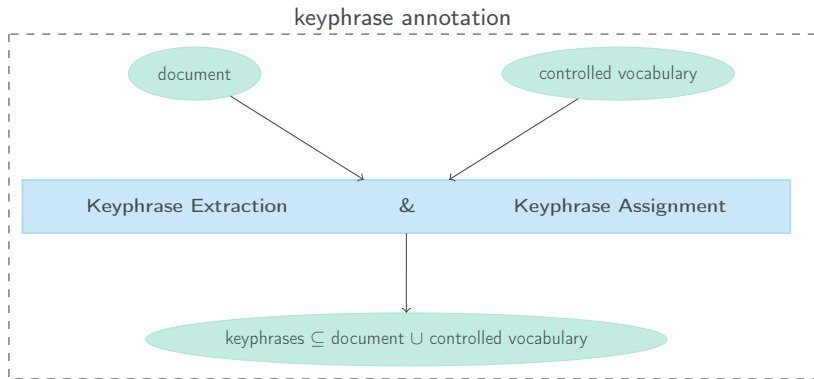 keyphrase annotation
document
controlled vocabulary
Keyphrase Extraction & Keyphrase Assignment
keyphrases ⊆ document ∪ controlled vocabulary